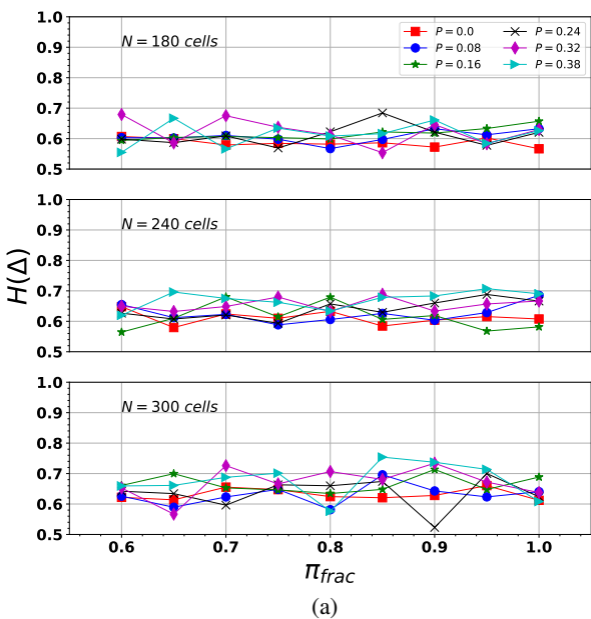 1.0
N = 180 cells
P = 0.0
P = 0.24
0.9
P = 0.08
P = 0.32
P = 0.16
P = 0.38
0.8
0.7
0.6
0.5
1.0
N = 240 cells
0.9
0.8
0.7
0.6
0.5
H(Δ)
1.0
N = 300 cells
0.9
0.8
0.7
0.6
0.5
0.6 0.7 0.8 0.9 1.0
π_frac
(a)